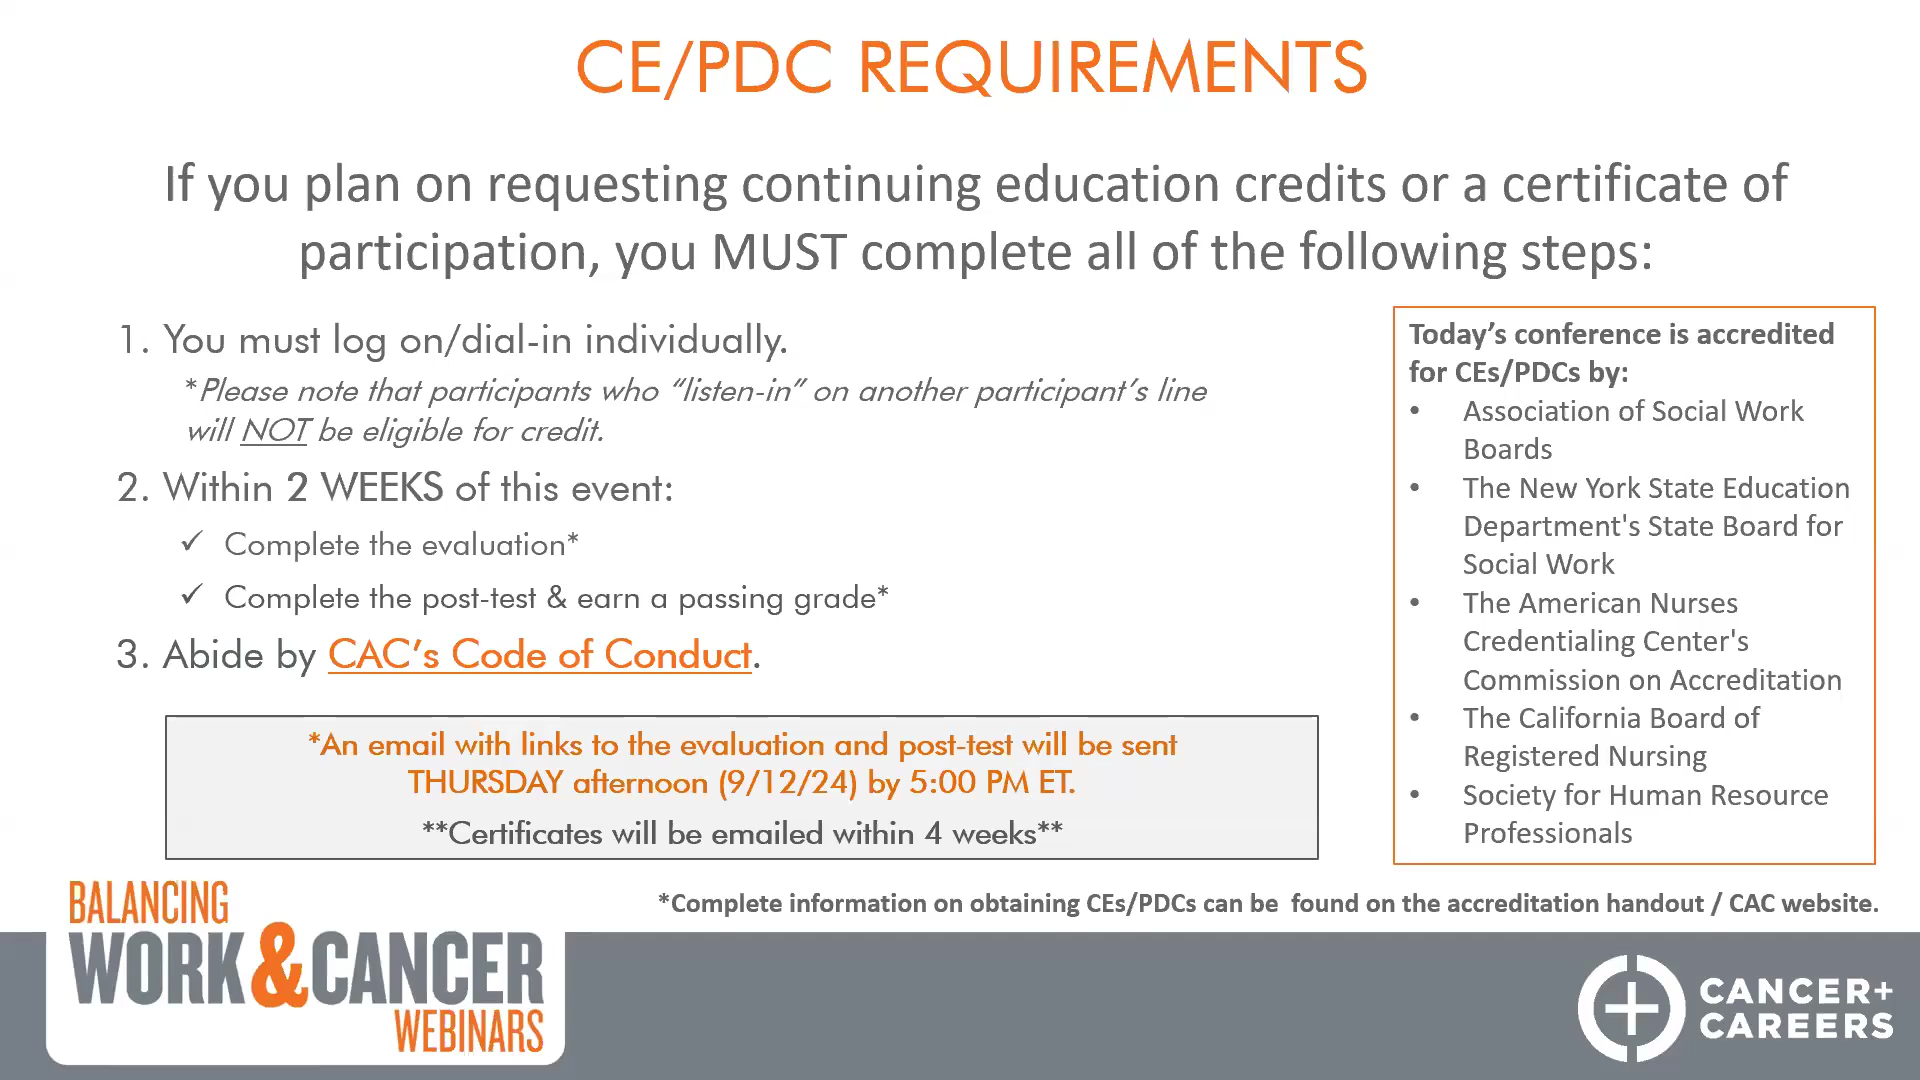 CE/PDC REQUIREMENTS
If you plan on requesting continuing education credits or a certificate of
participation, you MUST complete all of the following steps:
1. You must log on/dial-in individually.
*Please note that participants who “listen-in” on another participant’s line
will NOT be eligible for credit.
2. Within 2 WEEKS of this event:
✓ Complete the evaluation*
✓ Complete the post-test & earn a passing grade*
3. Abide by CAC’s Code of Conduct.
*An email with links to the evaluation and post-test will be sent
THURSDAY afternoon (9/12/24) by 5:00 PM ET.
**Certificates will be emailed within 4 weeks**
Today’s conference is accredited
for CEs/PDCs by:
• Association of Social Work
Boards
• The New York State Education
Department's State Board for
Social Work
• The American Nurses
Credentialing Center's
Commission on Accreditation
• The California Board of
Registered Nursing
• Society for Human Resource
Professionals
*Complete information on obtaining CEs/PDCs can be  found on the accreditation handout / CAC website.
BALANCING
WORK&CANCER
WEBINARS
CANCER+
CAREERS